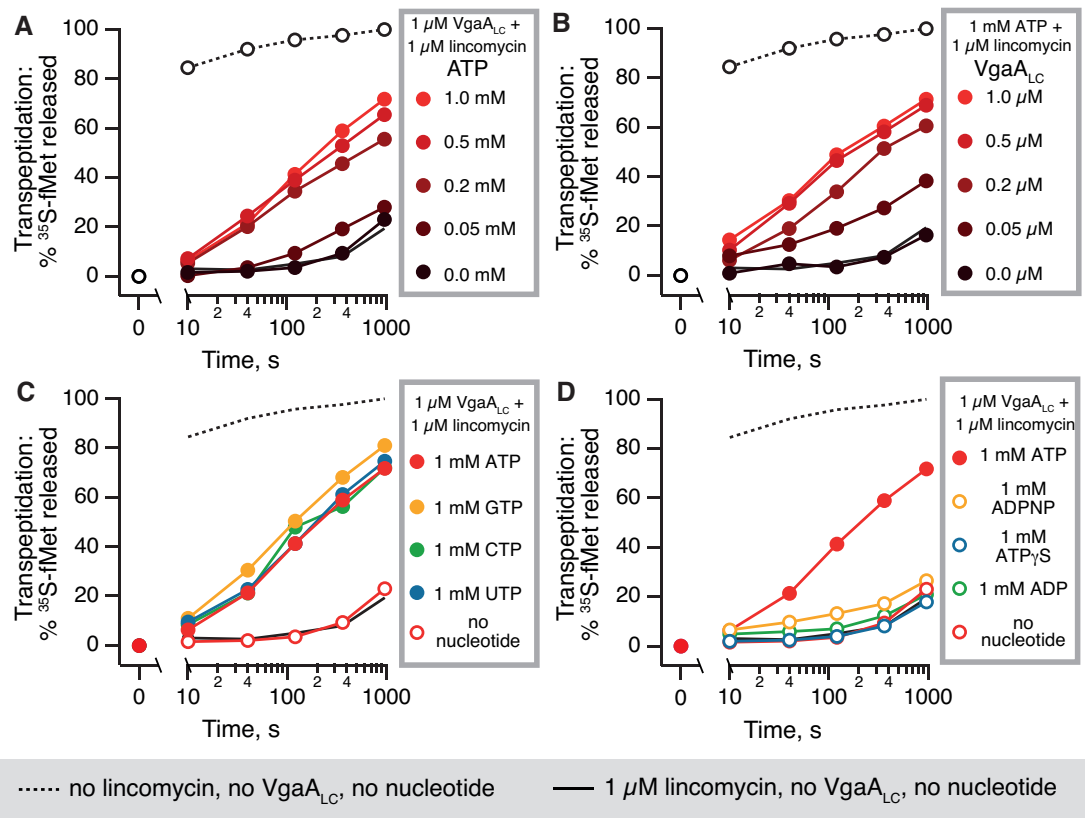 A
Transpeptidation:
% ³⁵S-fMet released
100
80
60
40
20
0
0
10
2
4
100
2
4
1000
Time, s
1 µM VgaA_LC +
1 µM lincomycin
ATP
1.0 mM
0.5 mM
0.2 mM
0.05 mM
0.0 mM
B
Transpeptidation:
% ³⁵S-fMet released
100
80
60
40
20
0
0
10
2
4
100
2
4
1000
Time, s
1 mM ATP +
1 µM lincomycin
VgaA_LC
1.0 µM
0.5 µM
0.2 µM
0.05 µM
0.0 µM
C
Transpeptidation:
% ³⁵S-fMet released
100
80
60
40
20
0
0
10
2
4
100
2
4
1000
Time, s
1 µM VgaA_LC +
1 µM lincomycin
1 mM ATP
1 mM GTP
1 mM CTP
1 mM UTP
no
nucleotide
D
Transpeptidation:
% ³⁵S-fMet released
100
80
60
40
20
0
0
10
2
4
100
2
4
1000
Time, s
1 µM VgaA_LC +
1 µM lincomycin
1 mM ATP
1 mM
ADPNP
1 mM
ATPγS
1 mM ADP
no
nucleotide
no lincomycin, no VgaA_LC, no nucleotide
1 µM lincomycin, no VgaA_LC, no nucleotide